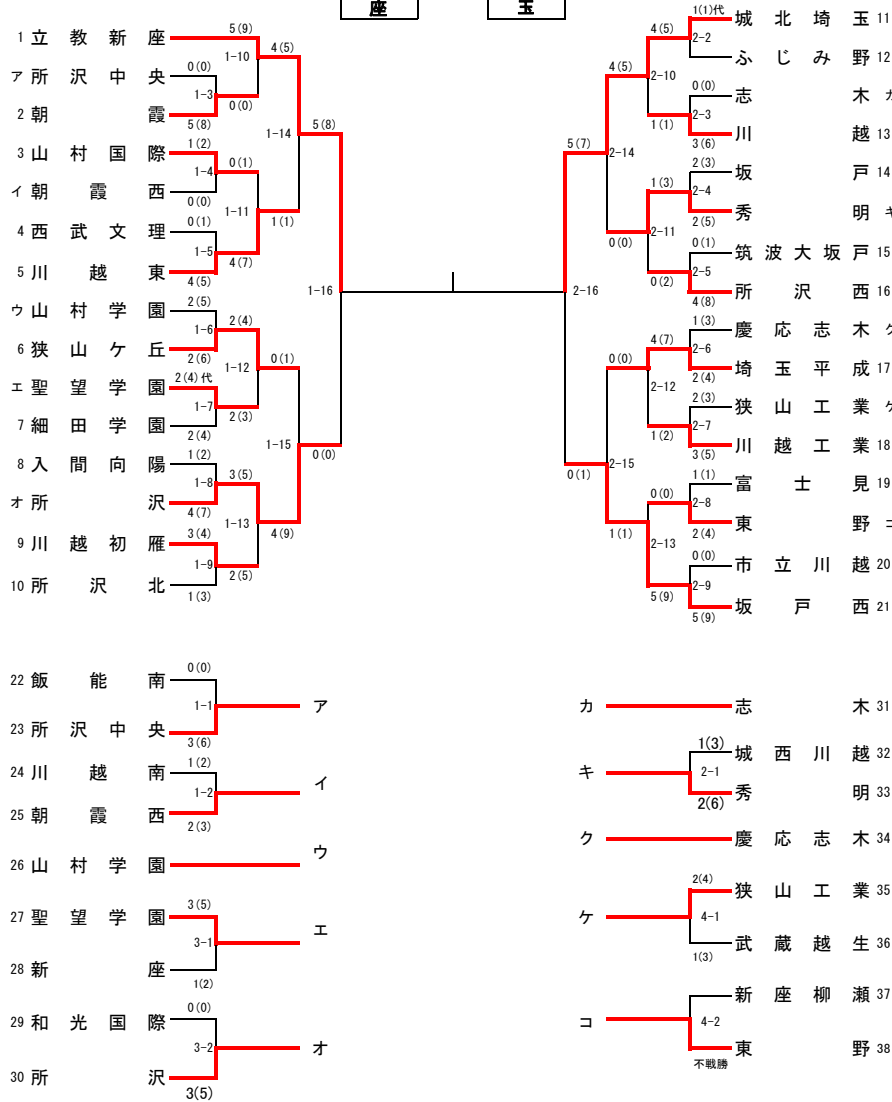 座 玉
1 立教新座 5(9)
ア 所沢中央 0(0)
1-3
2 朝霞 5(8)
1-10
0(0)
4(5)
3 山村国際 1(2)
1-4
イ 朝霞西 0(0)
0(1)
4 西武文理 0(1)
1-5
5 川越東 4(5)
1-11
4(7)
1-14
1(1)
5(8)
ウ 山村学園 2(5)
1-6
6 狭山ケ丘 2(6)
2(4)
エ 聖望学園 2(4)代
1-7
7 細田学園 2(4)
1-12
2(3)
0(1)
8 入間向陽 1(2)
1-8
オ 所沢 4(7)
3(5)
9 川越初雁 3(4)
1-9
10 所沢北 1(3)
1-13
2(5)
1-15
4(9)
0(0)
1-16
1(1)代 城北埼玉 11
2-2
ふじみ野 12
4(5)
0(0) 志木
2-3
3(6) 川越 13
2-10
1(1)
4(5)
2(3) 坂戸 14
2-4
2(5) 秀明
1(3)
0(1) 筑波大坂戸 15
2-5
4(8) 所沢西 16
2-11
0(2)
2-14
0(0)
5(7)
1(3) 慶応志木
2-6
2(4) 埼玉平成 17
4(7)
2(3) 狭山工業
2-7
3(5) 川越工業 18
2-12
1(2)
0(0)
1(1) 富士見 19
2-8
2(4) 東野
0(0)
0(0) 市立川越 20
2-9
5(9) 坂戸西 21
2-13
5(9)
2-15
1(1)
0(1)
2-16
22 飯能南 0(0)
1-1 ア
23 所沢中央 3(6)
24 川越南 1(2)
1-2 イ
25 朝霞西 2(3)
26 山村学園 ウ
27 聖望学園 3(5)
3-1 エ
28 新座 1(2)
29 和光国際 0(0)
3-2 オ
30 所沢 3(5)
カ 志木 31
1(3) 城西川越 32
キ 2-1
2(6) 秀明 33
ク 慶応志木 34
2(4) 狭山工業 35
ケ 4-1
1(3) 武蔵越生 36
新座柳瀬 37
コ 4-2
不戦勝 東野 38